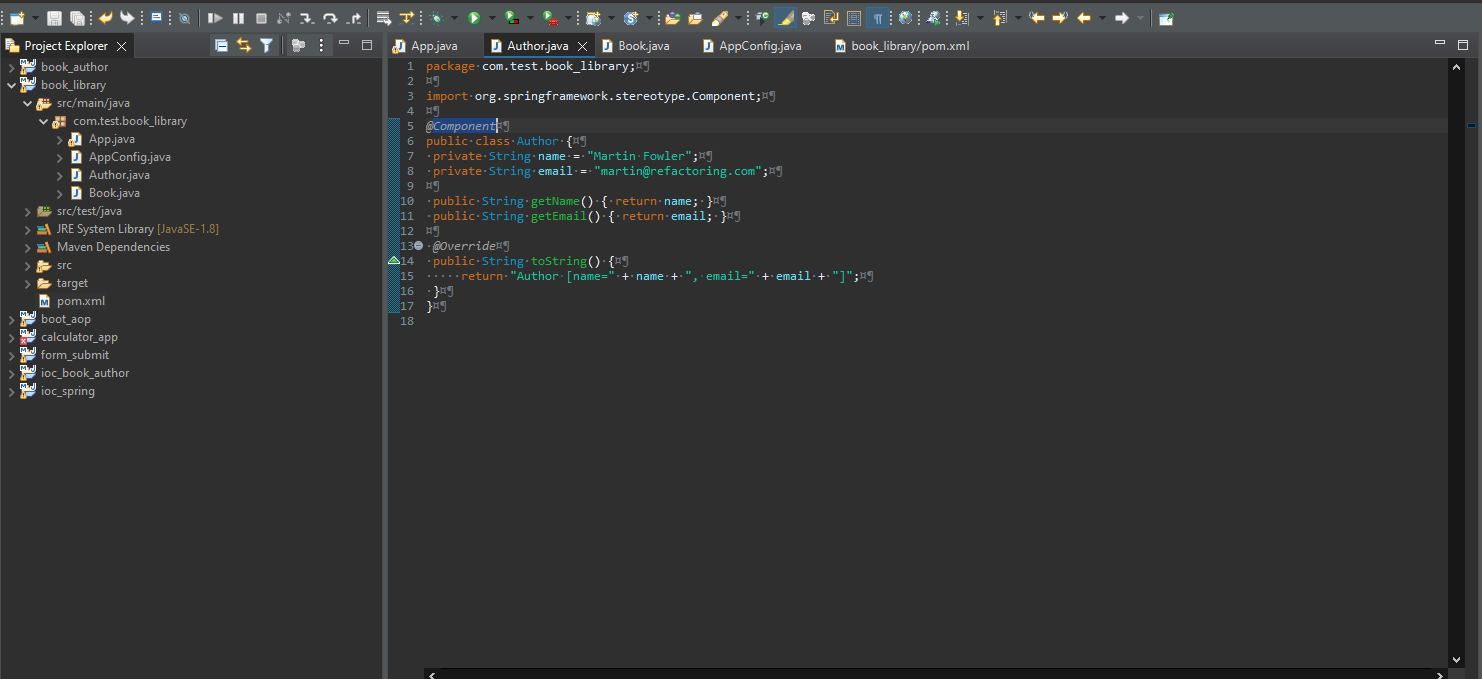 Project Explorer
book_author
book_library
src/main/java
com.test.book_library
App.java
AppConfig.java
Author.java
Book.java
src/test/java
JRE System Library [JavaSE-1.8]
Maven Dependencies
src
target
pom.xml
boot_aop
calculator_app
form_submit
ioc_book_author
ioc_spring
App.java Author.java Book.java AppConfig.java book_library/pom.xml
1 package·com.test.book_library;¤¶
2 ¤¶
3 import·org.springframework.stereotype.Component;¤¶
4 ¤¶
5 @Component¤¶
6 public·class·Author·{¤¶
7 ·private·String·name·=·"Martin·Fowler";¤¶
8 ·private·String·email·=·"martin@refactoring.com";¤¶
9 ¤¶
10 ·public·String·getName()·{·return·name;·}¤¶
11 ·public·String·getEmail()·{·return·email;·}¤¶
12 ¤¶
13 ·@Override¤¶
14 ·public·String·toString()·{¤¶
15 ·····return·"Author·[name="·+·name·+·",·email="·+·email·+·"]";¤¶
16 ·}¤¶
17 }¤¶
18